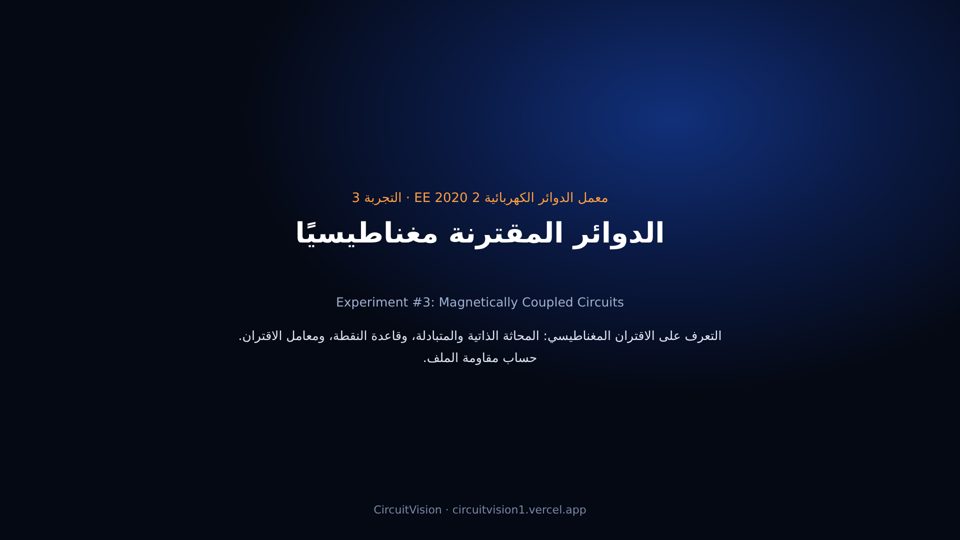 معمل الدوائر الكهربائية 2 EE 2020 · التجربة 3
الدوائر المقترنة مغناطيسيًا
Experiment #3: Magnetically Coupled Circuits
التعرف على الاقتران المغناطيسي: المحاثة الذاتية والمتبادلة، وقاعدة النقطة، ومعامل الاقتران.
حساب مقاومة الملف.
CircuitVision · circuitvision1.vercel.app